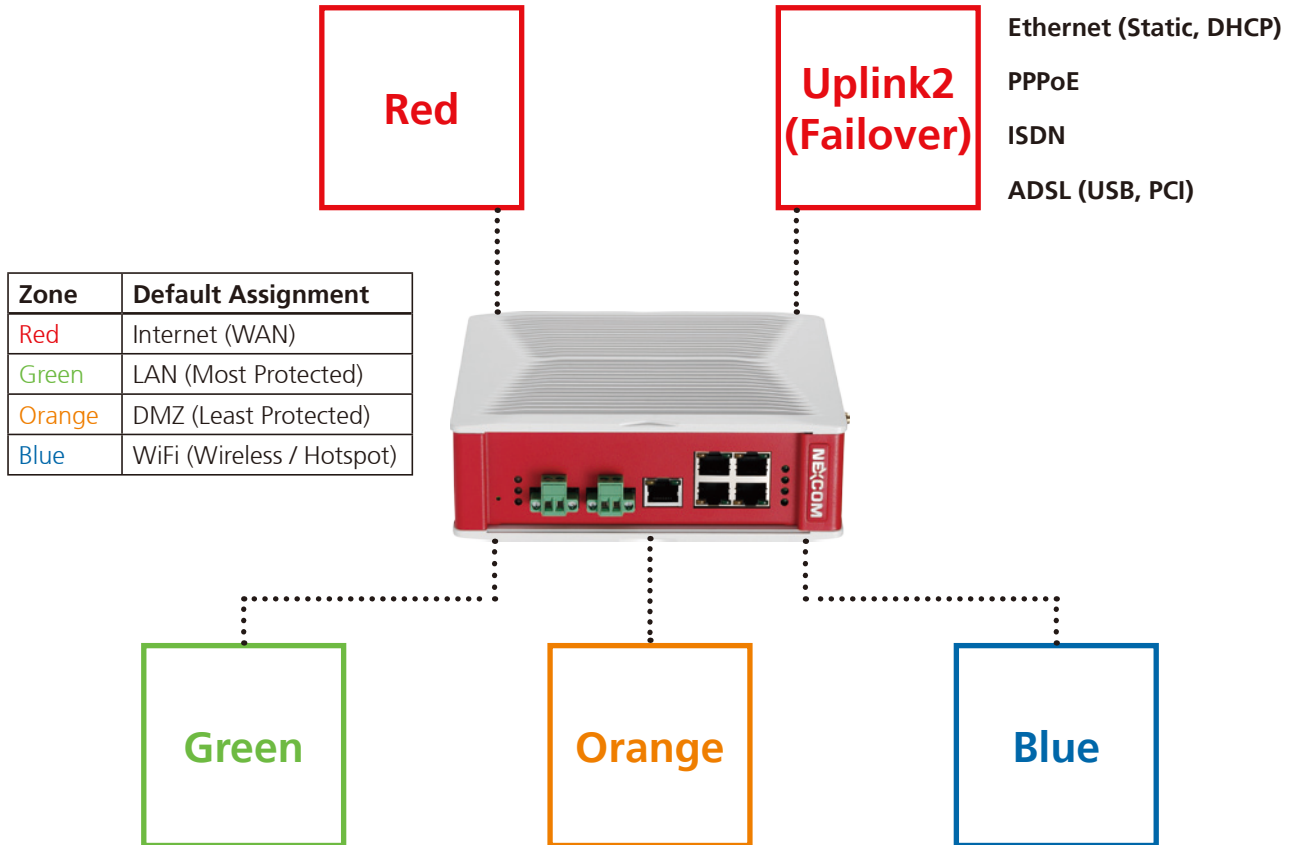 Red
Uplink2
(Failover)
Ethernet (Static, DHCP)
PPPoE
ISDN
ADSL (USB, PCI)
Zone Default Assignment
Red Internet (WAN)
Green LAN (Most Protected)
Orange DMZ (Least Protected)
Blue WiFi (Wireless / Hotspot)
NEXCOM
Green
Orange
Blue